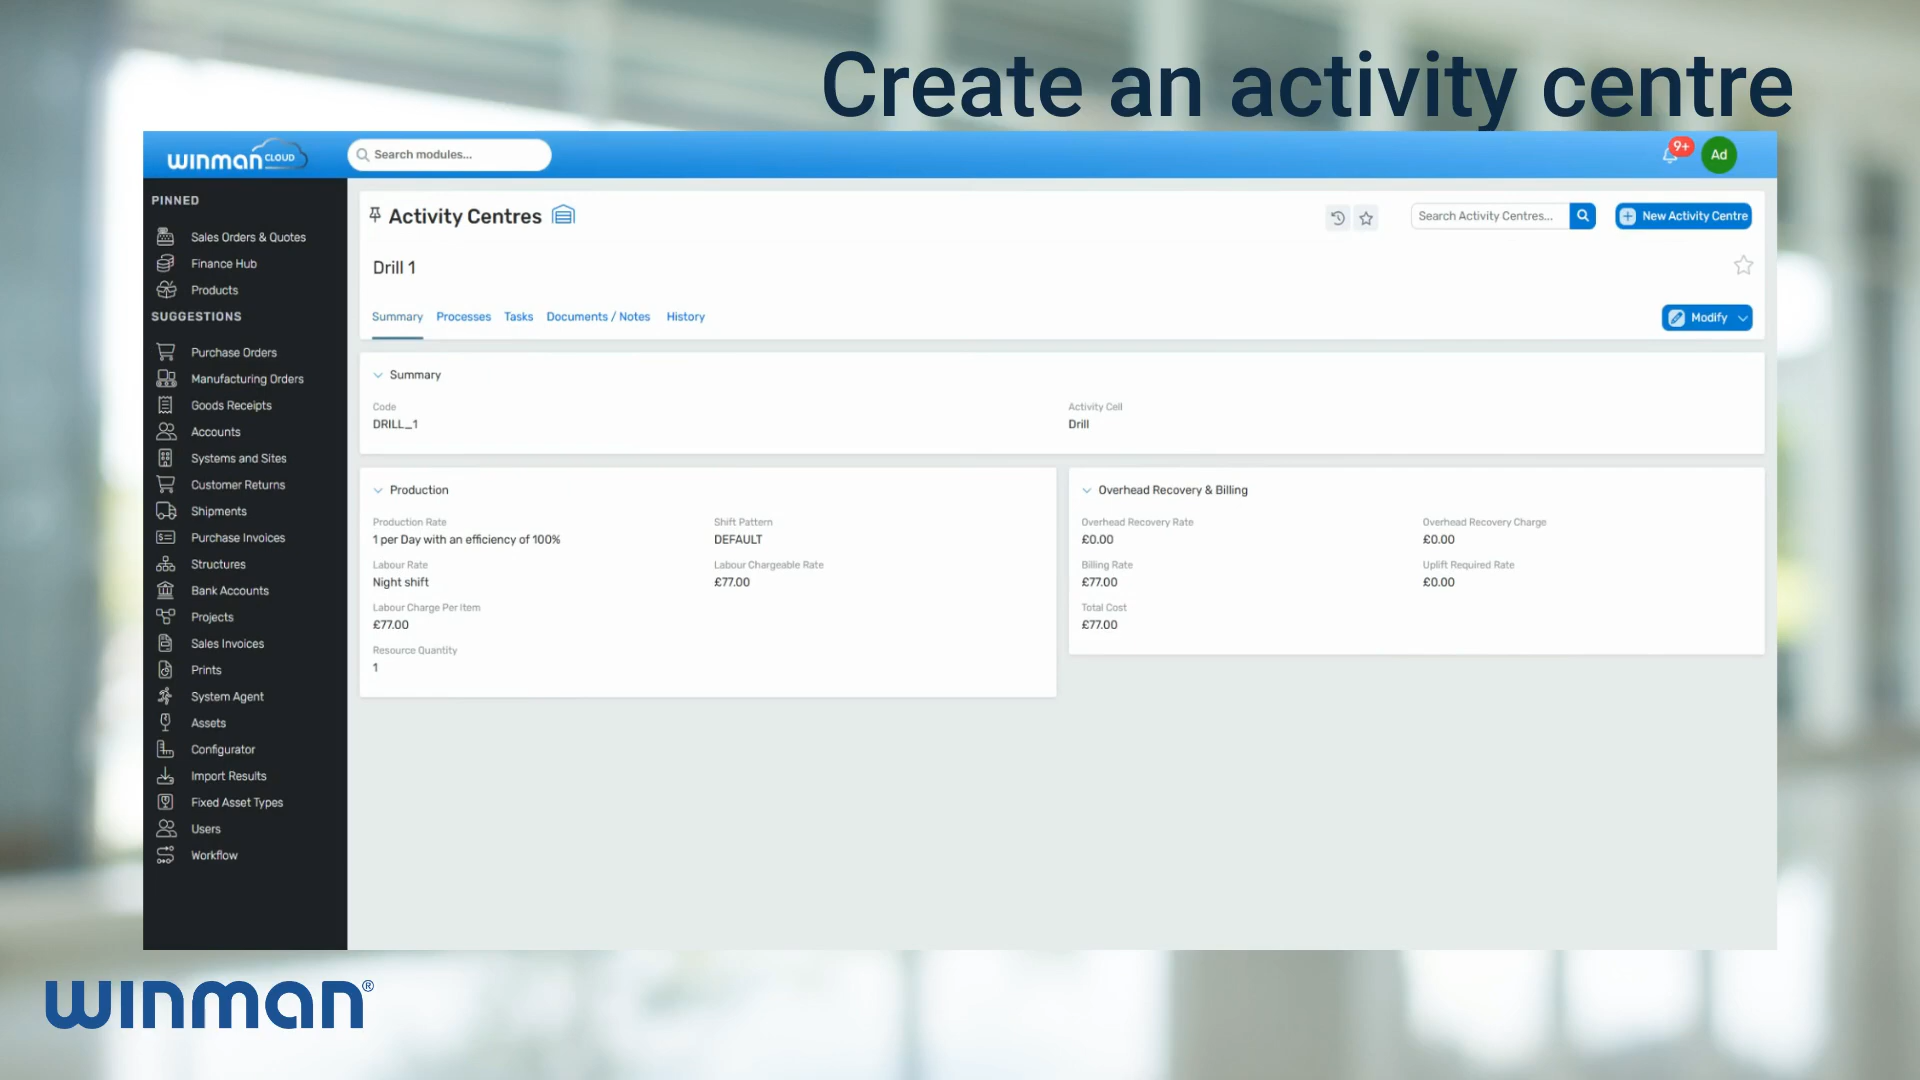 Create an activity centre
winman CLOUD
Search modules...
9+
Ad
PINNED
Sales Orders & Quotes
Finance Hub
Products
SUGGESTIONS
Purchase Orders
Manufacturing Orders
Goods Receipts
Accounts
Systems and Sites
Customer Returns
Shipments
Purchase Invoices
Structures
Bank Accounts
Projects
Sales Invoices
Prints
System Agent
Assets
Configurator
Import Results
Fixed Asset Types
Users
Workflow
Activity Centres
Search Activity Centres...
New Activity Centre
Drill 1
Summary Processes Tasks Documents / Notes History
Modify
Summary
Code
DRILL_1
Activity Cell
Drill
Production
Production Rate
1 per Day with an efficiency of 100%
Shift Pattern
DEFAULT
Labour Rate
Night shift
Labour Chargeable Rate
£77.00
Labour Charge Per Item
£77.00
Resource Quantity
1
Overhead Recovery & Billing
Overhead Recovery Rate
£0.00
Overhead Recovery Charge
£0.00
Billing Rate
£77.00
Uplift Required Rate
£0.00
Total Cost
£77.00
winman®